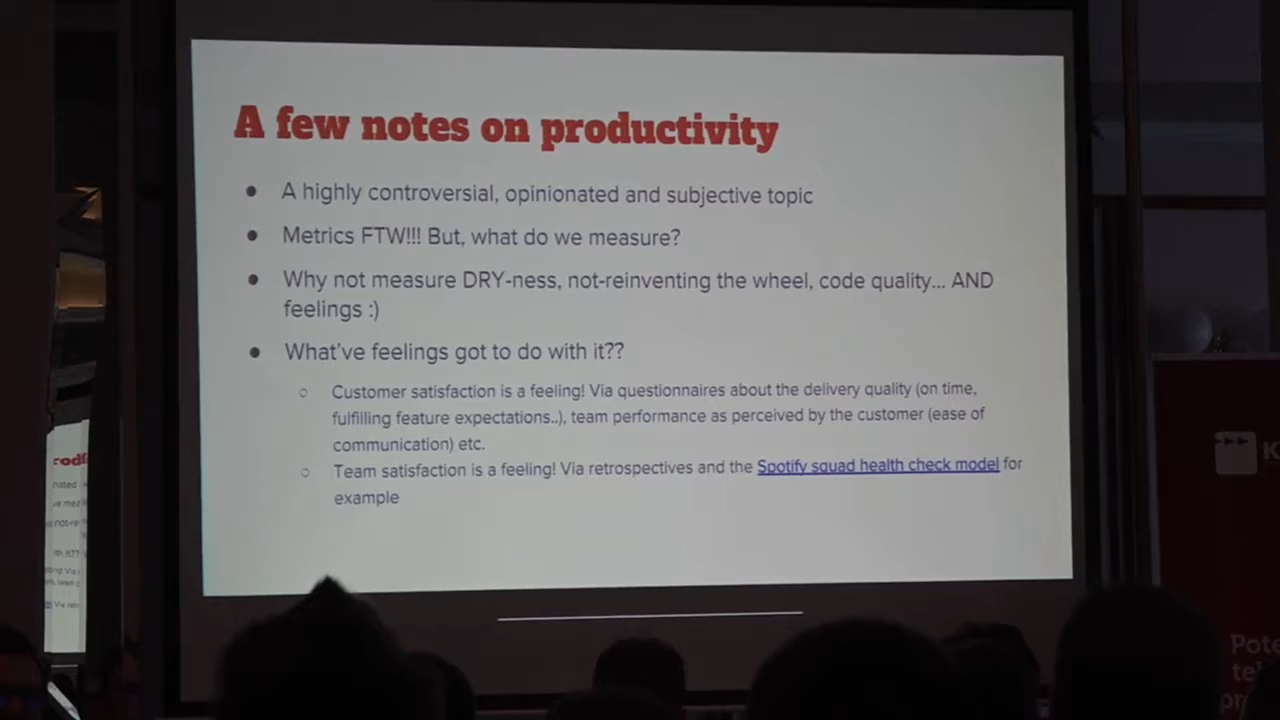 A few notes on productivity
A highly controversial, opinionated and subjective topic
Metrics FTW!!! But, what do we measure?
Why not measure DRY-ness, not-reinventing the wheel, code quality... AND
feelings :)
What've feelings got to do with it??
Customer satisfaction is a feeling! Via questionnaires about the delivery quality (on time,
fulfilling feature expectations..), team performance as perceived by the customer (ease of
communication) etc.
Team satisfaction is a feeling! Via retrospectives and the Spotify squad health check model for
example